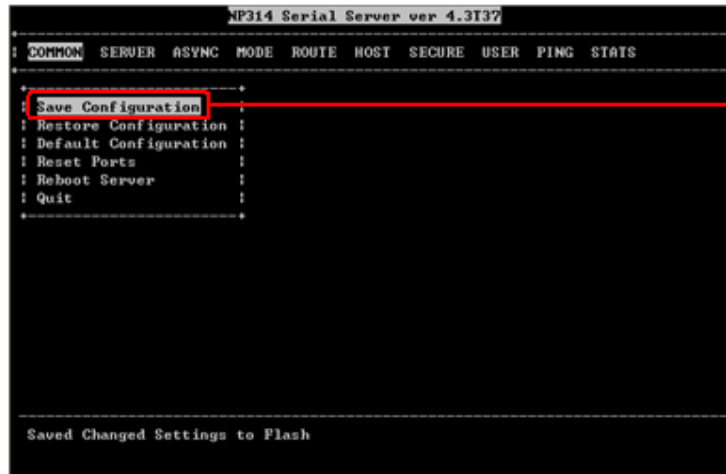 NP314 Serial Server ver 4.3T37
COMMON SERVER ASYNC MODE ROUTE HOST SECURE USER PING STATS
Save Configuration
Restore Configuration
Default Configuration
Reset Ports
Reboot Server
Quit
Saved Changed Settings to Flash